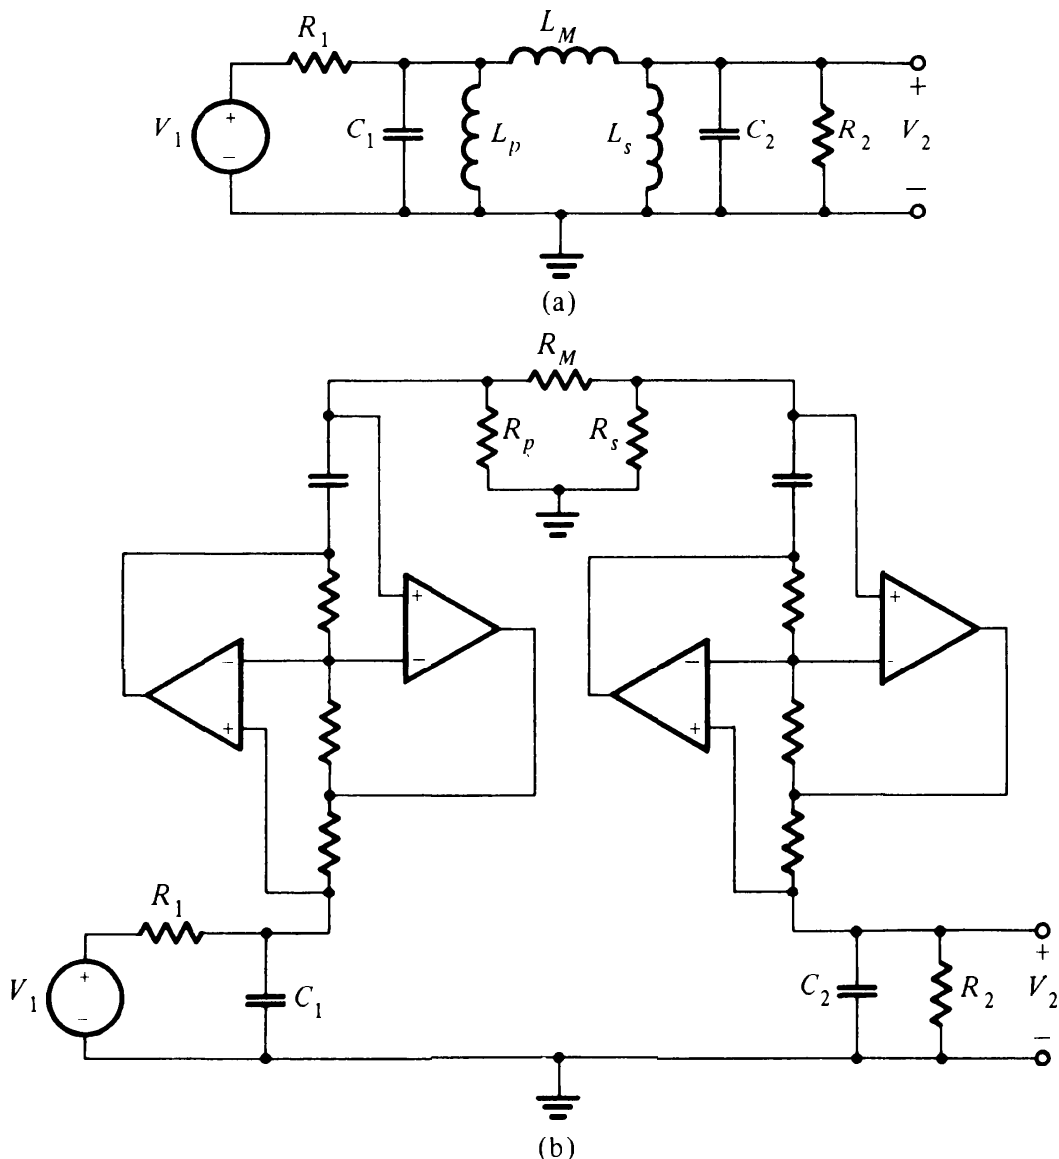 R1
LM
V1
+
−
C1
Lp
Ls
C2
R2
+
V2
−
(a)
RM
Rp
Rs
+
−
−
+
+
-
−
+
R1
V1
+
−
C1
C2
R2
+
V2
−
(b)